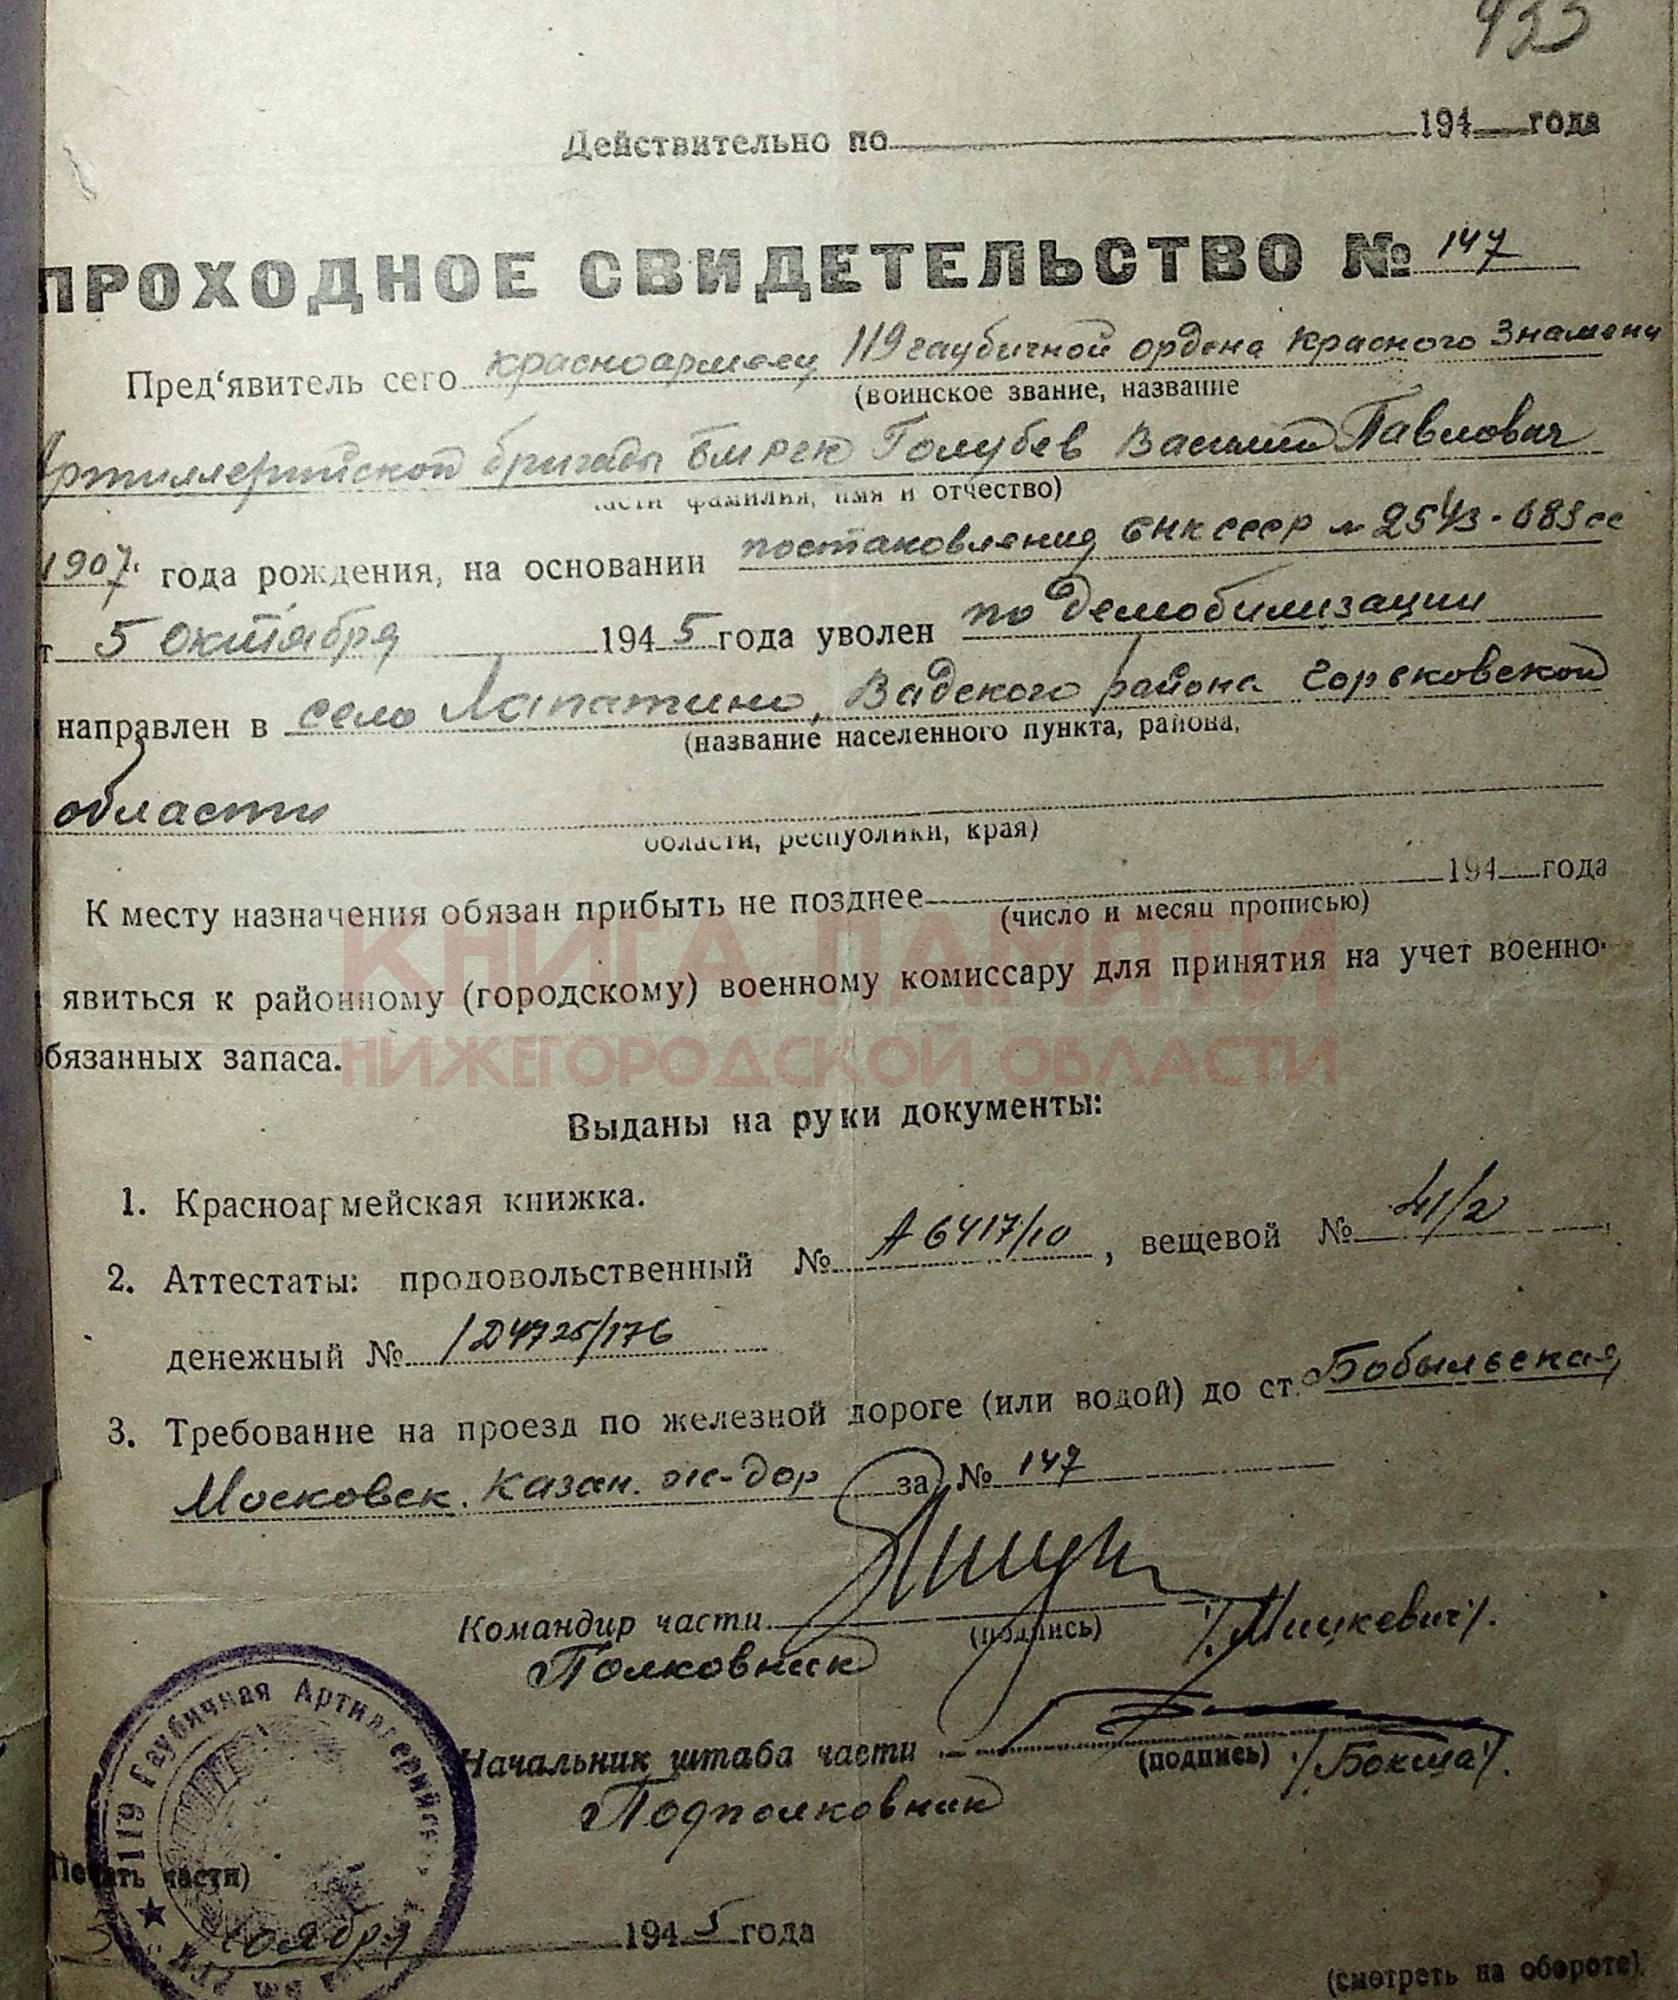 433
Действительно по 194 года
ПРОХОДНОЕ СВИДЕТЕЛЬСТВО № 147
Пред'явитель сего красноармеец 119 гаубичной ордена Красного Знамени
(воинское звание, название
Артиллерийской бригады Бм РГК Голубев Василий Павлович
части фамилия, имя и отчество)
1907 года рождения, на основании постановления СНК СССР № 2543-683сс
т 5 октября 1945 года уволен по демобилизации
направлен в село Лопатино, Вадского района Горьковской
(название населенного пункта, района,
области
области, республики, края)
К месту назначения обязан прибыть не позднее 194 года
(число и месяц прописью)
явиться к районному (городскому) военному комиссару для принятия на учет военно-
обязанных запаса.
КНИГА ПАМЯТИ
НИЖЕГОРОДСКОЙ ОБЛАСТИ
Выданы на руки документы:
1. Красноармейская книжка.
2. Аттестаты: продовольственный № А 6417/10, вещевой № 41/2
денежный № 1Д4725/176
3. Требование на проезд по железной дороге (или водой) до ст. Бобыльская
Московск. Казан. ж-дор за № 147
Командир части (подпись) /Мицкевич/.
Полковник
Начальник штаба части (подпись) /Бокша/.
Подполковник
119 Гаубичная Артиллерийск
Печать части)
3 ноября 1945 года
(смотреть на обороте)